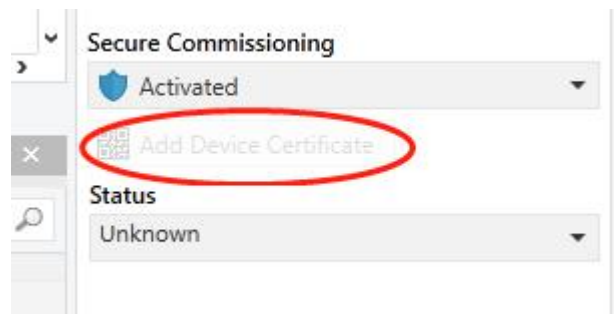 Secure Commissioning
Activated
Add Device Certificate
Status
Unknown